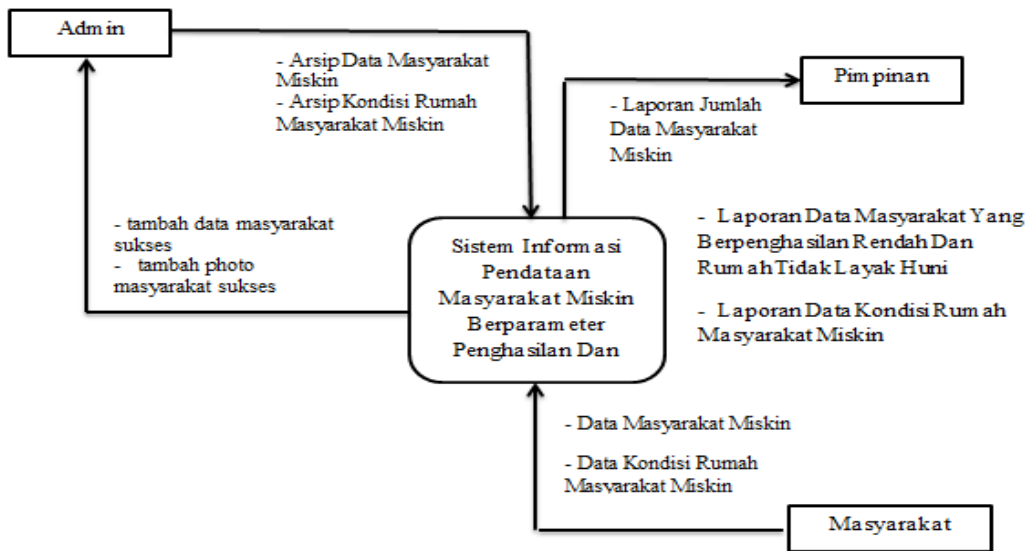 Admin
- Arsip Data Masyarakat
Miskin
- Arsip Kondisi Rumah
Masyarakat Miskin
Pimpinan
- Laporan Jumlah
Data Masyarakat
Miskin
- tambah data masyarakat
sukses
- tambah photo
masyarakat sukses
Sistem Informasi
Pendataan
Masyarakat Miskin
Berparameter
Penghasilan Dan
- Laporan Data Masyarakat Yang
Berpenghasilan Rendah Dan
Rumah Tidak Layak Huni
- Laporan Data Kondisi Rumah
Masyarakat Miskin
- Data Masyarakat Miskin
- Data Kondisi Rumah
Masyarakat Miskin
Masyarakat